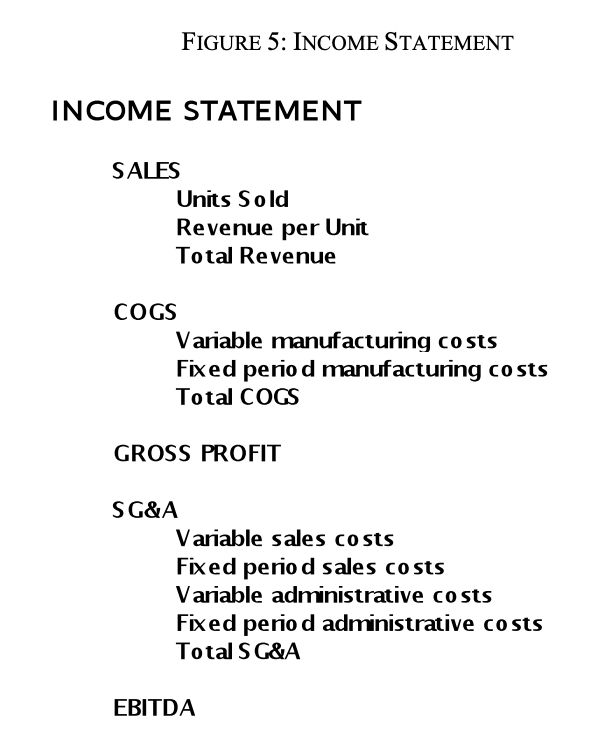 FIGURE 5: INCOME STATEMENT
INCOME STATEMENT
SALES
Units Sold
Revenue per Unit
Total Revenue
COGS
Variable manufacturing costs
Fixed period manufacturing costs
Total COGS
GROSS PROFIT
SG&A
Variable sales costs
Fixed period sales costs
Variable administrative costs
Fixed period administrative costs
Total SG&A
EBITDA